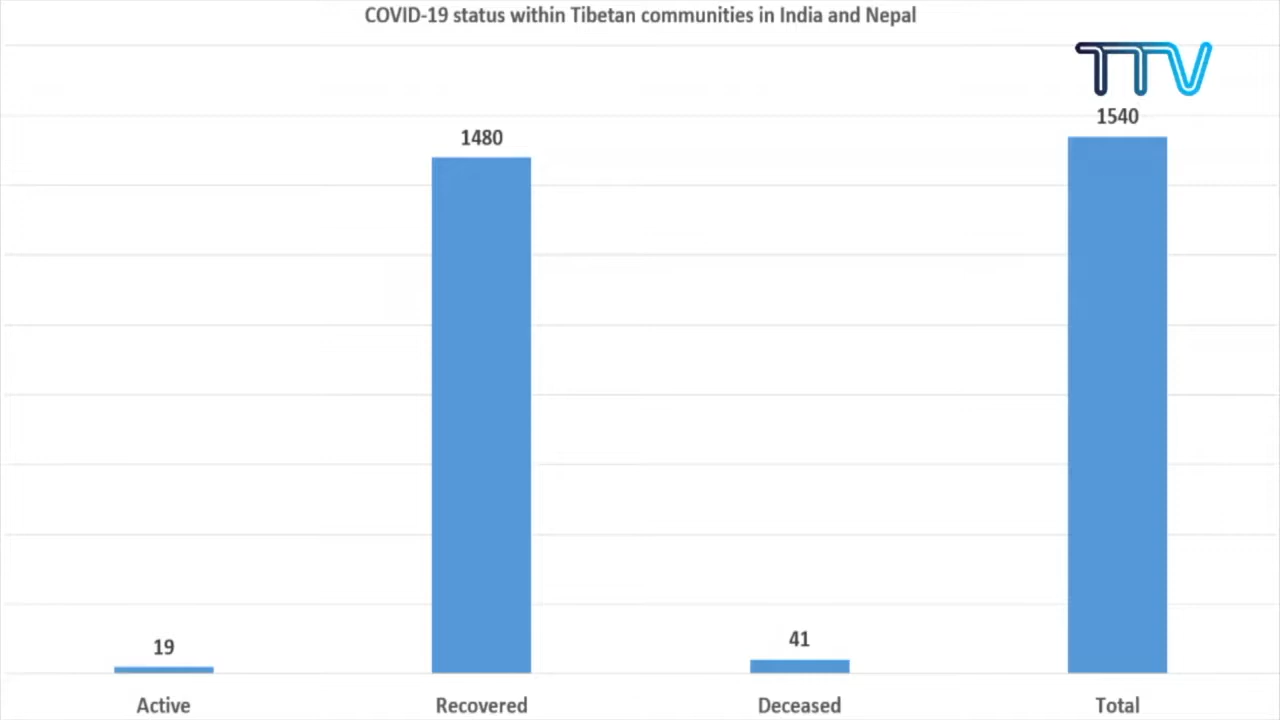 COVID-19 status within Tibetan communities in India and Nepal
TTV
1540
1480
41
19
Active
Recovered
Deceased
Total